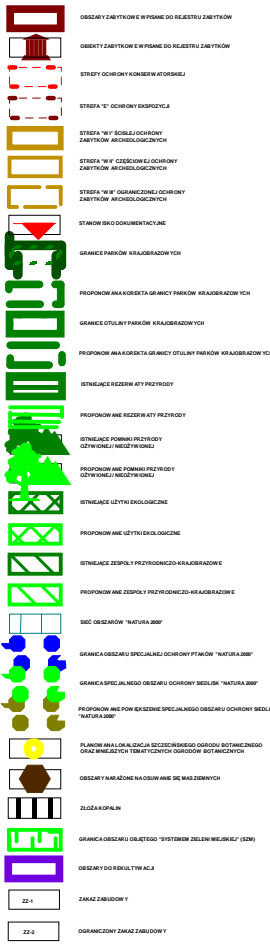 OBSZARY ZABYTKOWE WPISANE DO REJESTRU ZABYTKÓW
OBIEKTY ZABYTKOWE WPISANE DO REJESTRU ZABYTKÓW
STREFY OCHRONY KONSERWATORSKIEJ
STREFA "E" OCHRONY EKSPOZYCJI
STREFA "W I" ŚCISŁEJ OCHRONY
ZABYTKÓW ARCHEOLOGICZNYCH
STREFA "W II" CZĘŚCIOWEJ OCHRONY
ZABYTKÓW ARCHEOLOGICZNYCH
STREFA "W III" OGRANICZONEJ OCHRONY
ZABYTKÓW ARCHEOLOGICZNYCH
STANOWISKO DOKUMENTACYJNE
GRANICE PARKÓW KRAJOBRAZOWYCH
PROPONOWANA KOREKTA GRANICY PARKÓW KRAJOBRAZOWYCH
GRANICE OTULINY PARKÓW KRAJOBRAZOWYCH
PROPONOWANA KOREKTA GRANICY OTULINY PARKÓW KRAJOBRAZOWYCH
ISTNIEJĄCE REZERWATY PRZYRODY
PROPONOWANE REZERWATY PRZYRODY
ISTNIEJĄCE POMNIKI PRZYRODY
OŻYWIONEJ / NIEOŻYWIONEJ
PROPONOWANE POMNIKI PRZYRODY
OŻYWIONEJ / NIEOŻYWIONEJ
ISTNIEJĄCE UŻYTKI EKOLOGICZNE
PROPONOWANE UŻYTKI EKOLOGICZNE
ISTNIEJĄCE ZESPOŁY PRZYRODNICZO-KRAJOBRAZOWE
PROPONOWANE ZESPOŁY PRZYRODNICZO-KRAJOBRAZOWE
SIEĆ OBSZARÓW "NATURA 2000"
GRANICA OBSZARU SPECJALNEJ OCHRONY PTAKÓW "NATURA 2000"
GRANICA SPECJALNEGO OBSZARU OCHRONY SIEDLISK "NATURA 2000"
PROPONOWANE POWIĘKSZENIE SPECJALNEGO OBSZARU OCHRONY SIEDL
"NATURA 2000"
PLANOWANA LOKALIZACJA SZCZECIŃSKIEGO OGRODU BOTANICZNEGO
ORAZ MNIEJSZYCH TEMATYCZNYCH OGRODÓW BOTANICZNYCH
OBSZARY NARAŻONE NA OSUWANIE SIĘ MAS ZIEMNYCH
ZŁOŻA KOPALIN
GRANICA OBSZARU OBJĘTEGO "SYSTEMEM ZIELENI MIEJSKIEJ" (SZM)
OBSZARY DO REKULTYWACJI
ZZ-1 ZAKAZ ZABUDOWY
ZZ-2 OGRANICZONY ZAKAZ ZABUDOWY